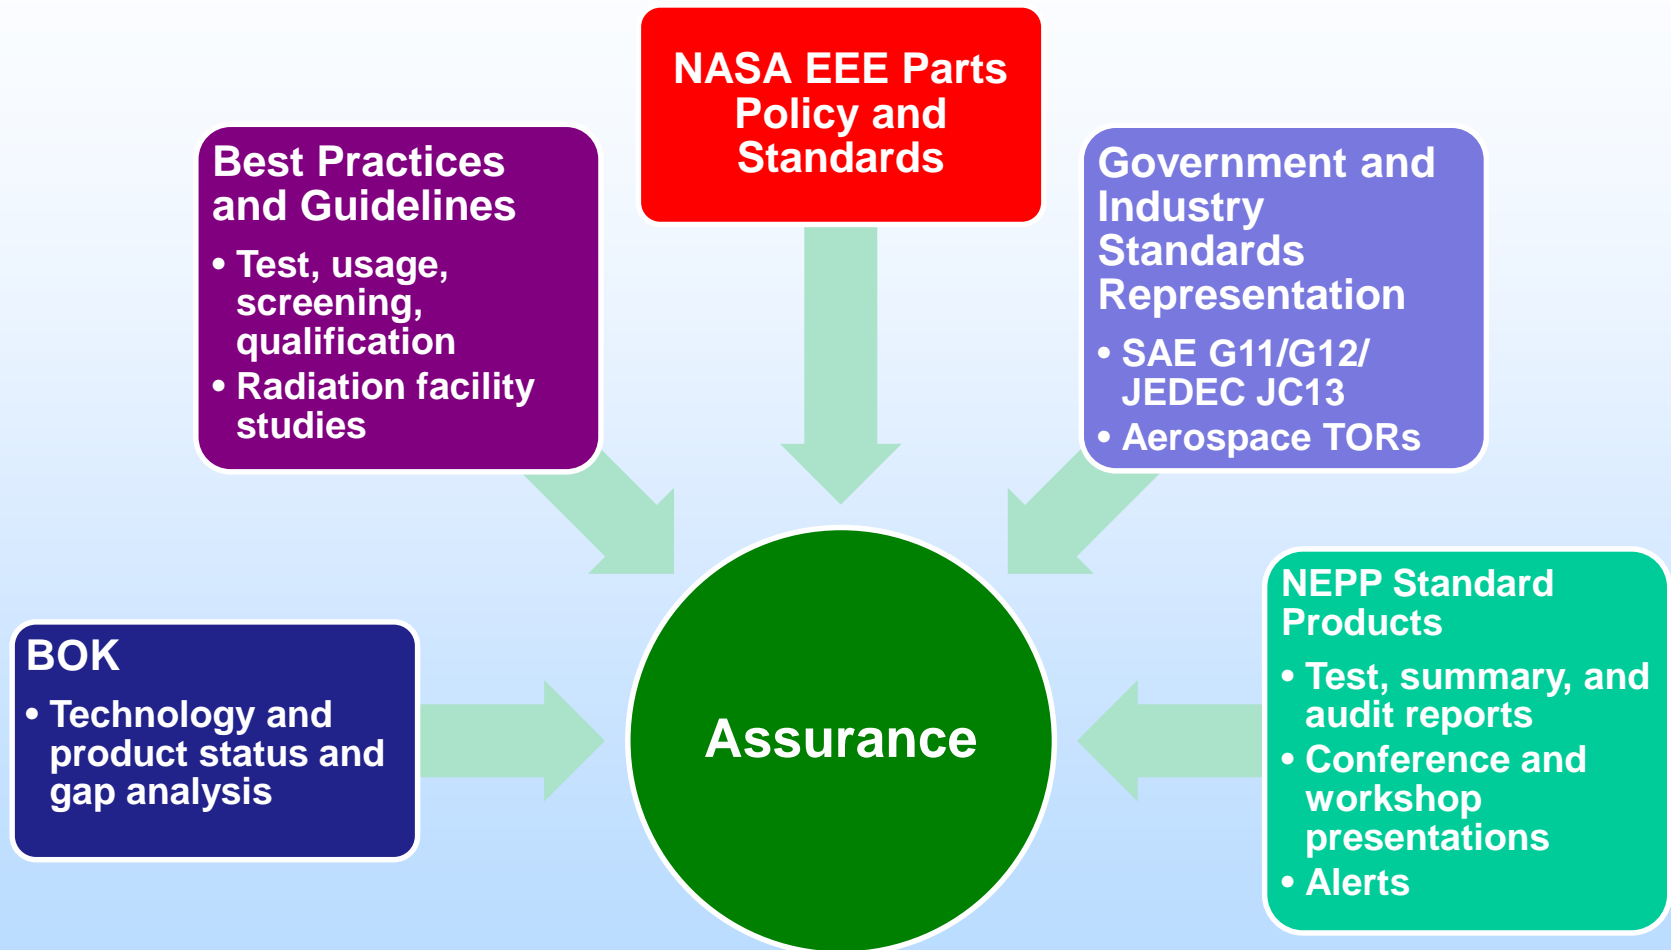 NASA EEE Parts
Policy and
Standards
Best Practices
and Guidelines
• Test, usage,
screening,
qualification
• Radiation facility
studies
Government and
Industry
Standards
Representation
• SAE G11/G12/
JEDEC JC13
• Aerospace TORs
BOK
• Technology and
product status and
gap analysis
Assurance
NEPP Standard
Products
• Test, summary, and
audit reports
• Conference and
workshop
presentations
• Alerts